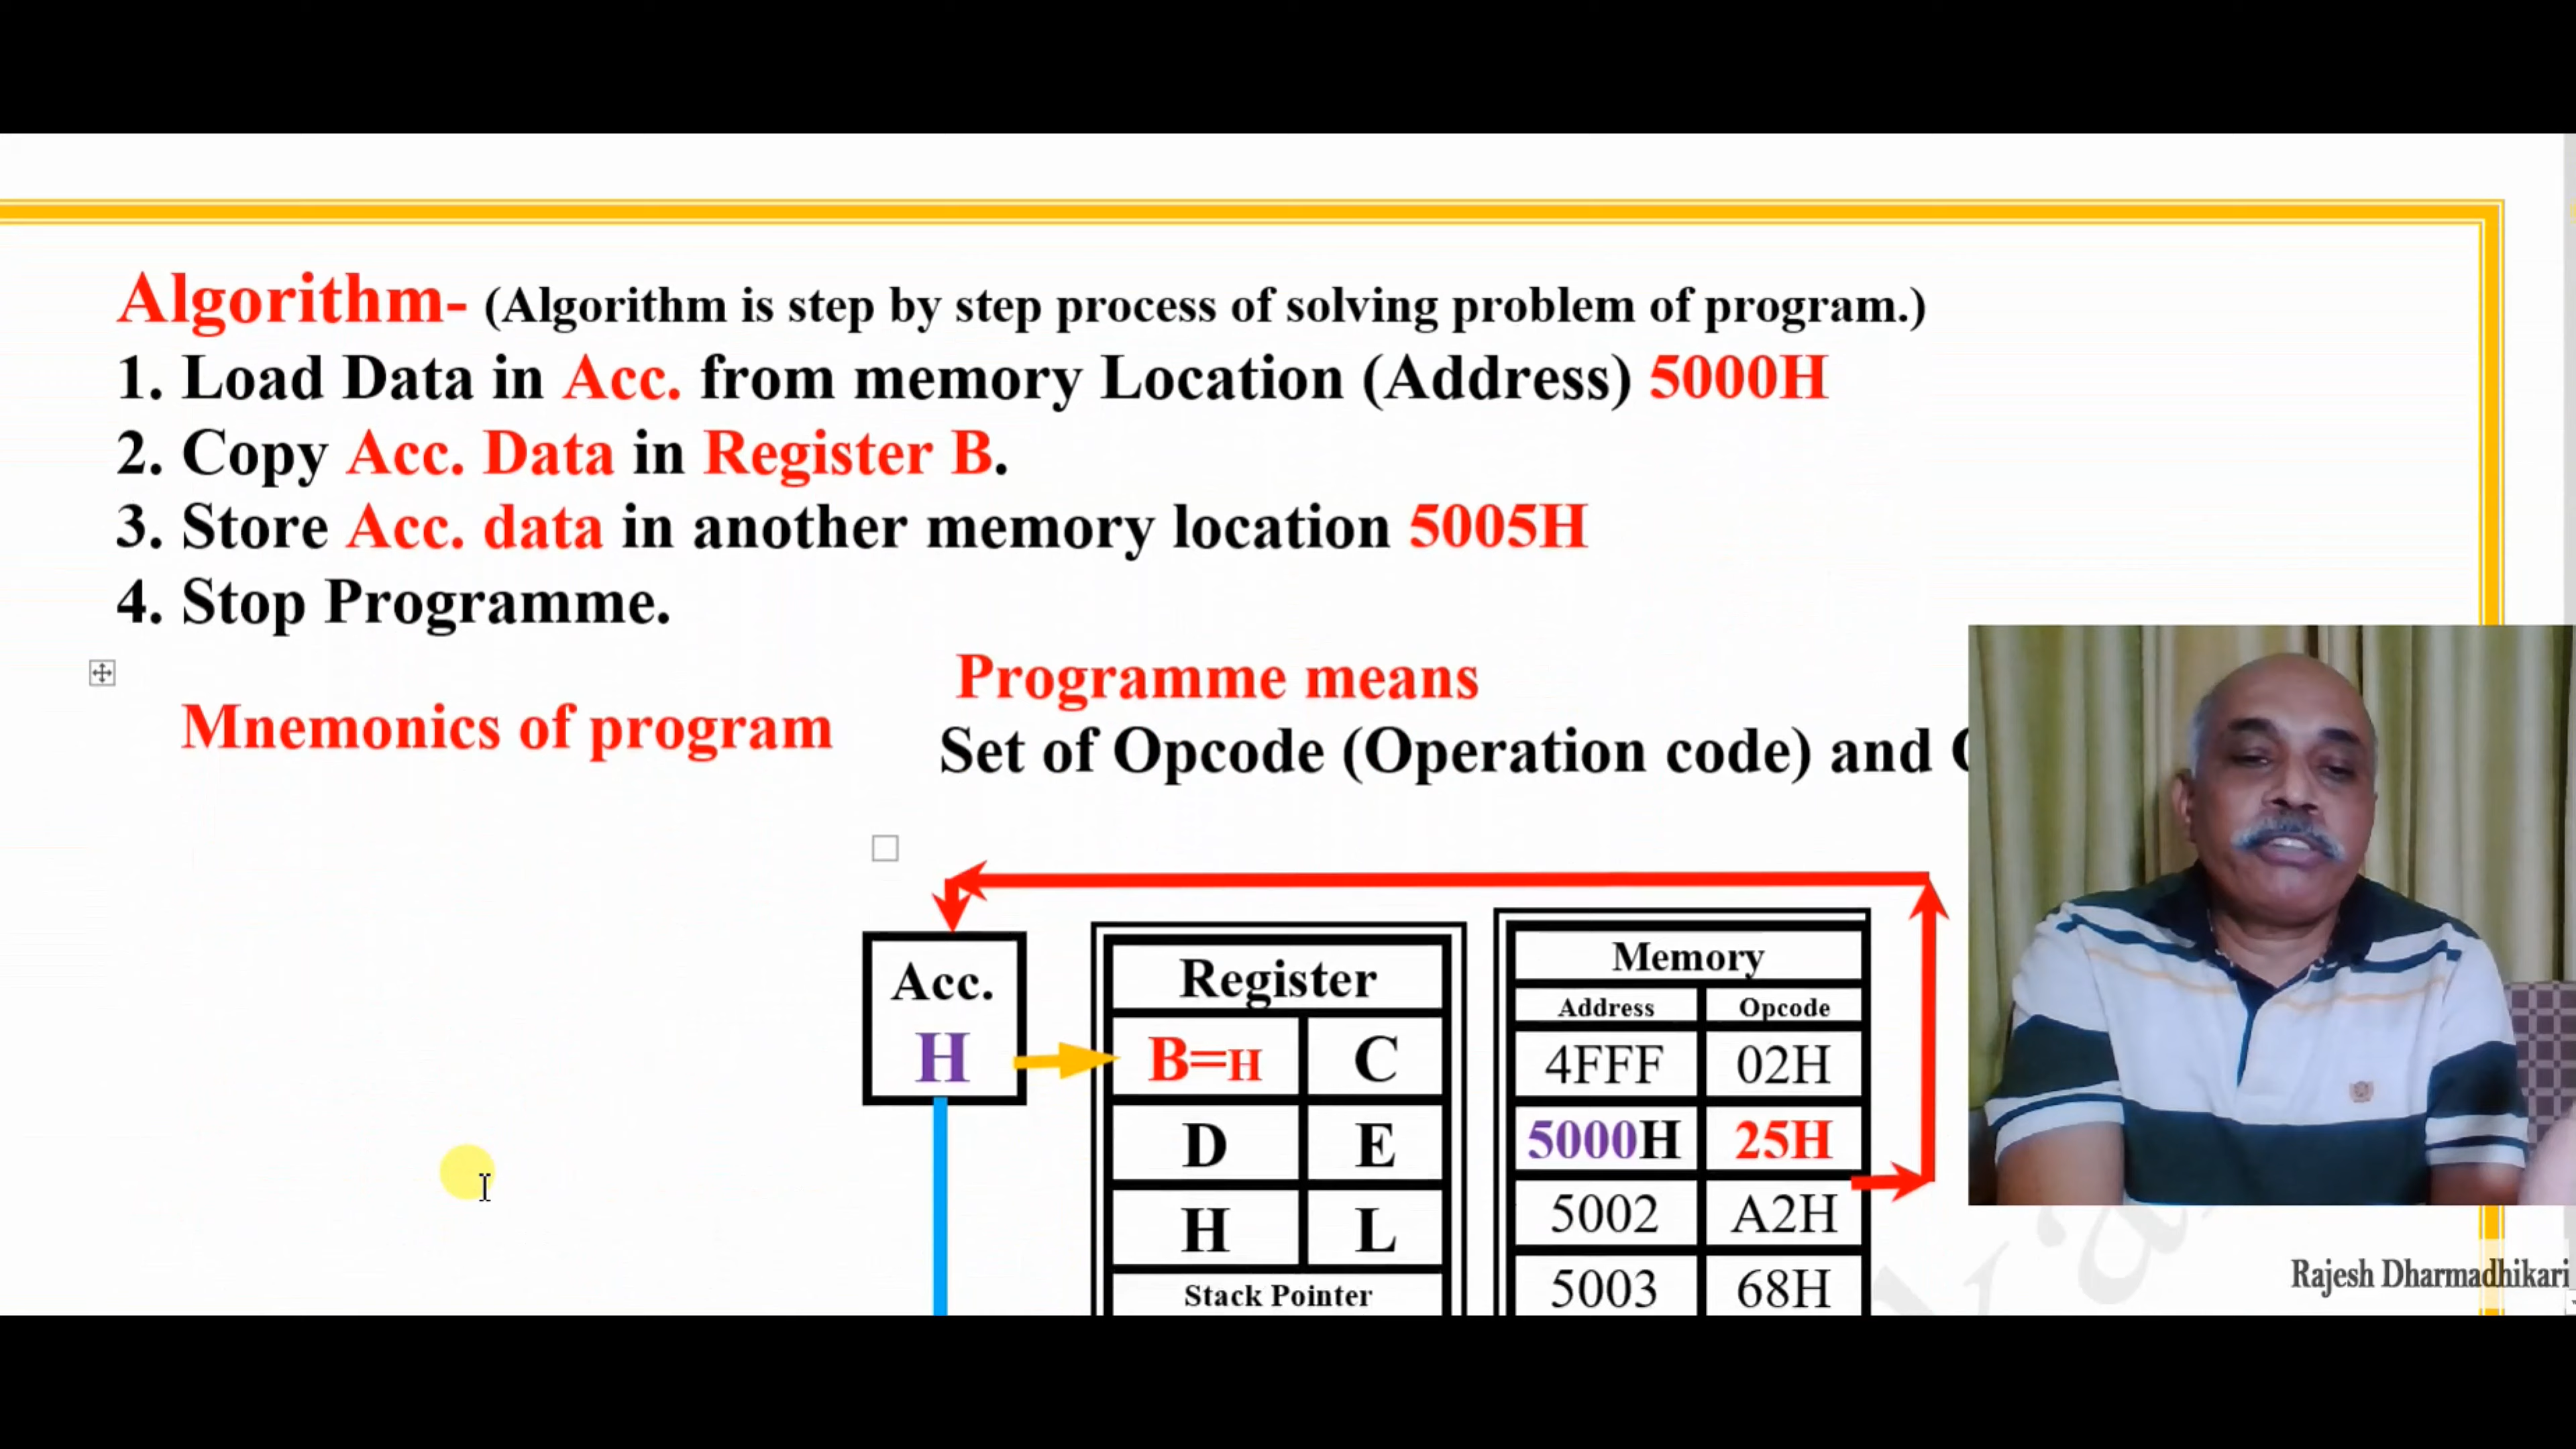 Algorithm- (Algorithm is step by step process of solving problem of program.)
1. Load Data in Acc. from memory Location (Address) 5000H
2. Copy Acc. Data in Register B.
3. Store Acc. data in another memory location 5005H
4. Stop Programme.
Mnemonics of program
Programme means
Set of Opcode (Operation code) and
Acc.
H
Register
B=H C
D E
H L
Stack Pointer
Memory
Address Opcode
4FFF 02H
5000H 25H
5002 A2H
5003 68H
Rajesh Dharmadhikari